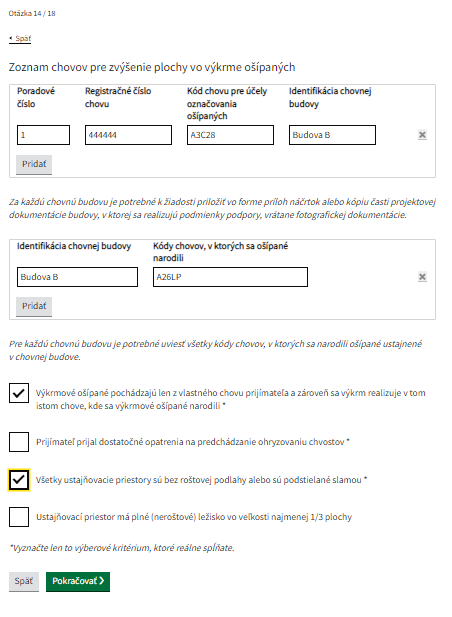 Otázka 14 / 18
Späť
Zoznam chovov pre zvýšenie plochy vo výkrme ošípaných
Poradové číslo
Registračné číslo chovu
Kód chovu pre účely označovania ošípaných
Identifikácia chovnej budovy
1
444444
A3C28
Budova B
Pridať
Za každú chovnú budovu je potrebné k žiadosti priložiť vo forme príloh náčrtok alebo kópiu časti projektovej
dokumentácie budovy, v ktorej sa realizujú podmienky podpory, vrátane fotografickej dokumentácie.
Identifikácia chovnej budovy
Kódy chovov, v ktorých sa ošípané narodili
Budova B
A26LP
Pridať
Pre každú chovnú budovu je potrebné uviesť všetky kódy chovov, v ktorých sa narodili ošípané ustajnené
v chovnej budove.
Výkrmové ošípané pochádzajú len z vlastného chovu prijímateľa a zároveň sa výkrm realizuje v tom
istom chove, kde sa výkrmové ošípané narodili *
Prijímateľ prijal dostatočné opatrenia na predchádzanie ohryzovaniu chvostov *
Všetky ustajňovacie priestory sú bez roštovej podlahy alebo sú podstielané slamou *
Ustajňovací priestor má plné (neroštové) ležisko vo veľkosti najmenej 1/3 plochy
*Vyznačte len to výberové kritérium, ktoré reálne spĺňate.
Späť
Pokračovať